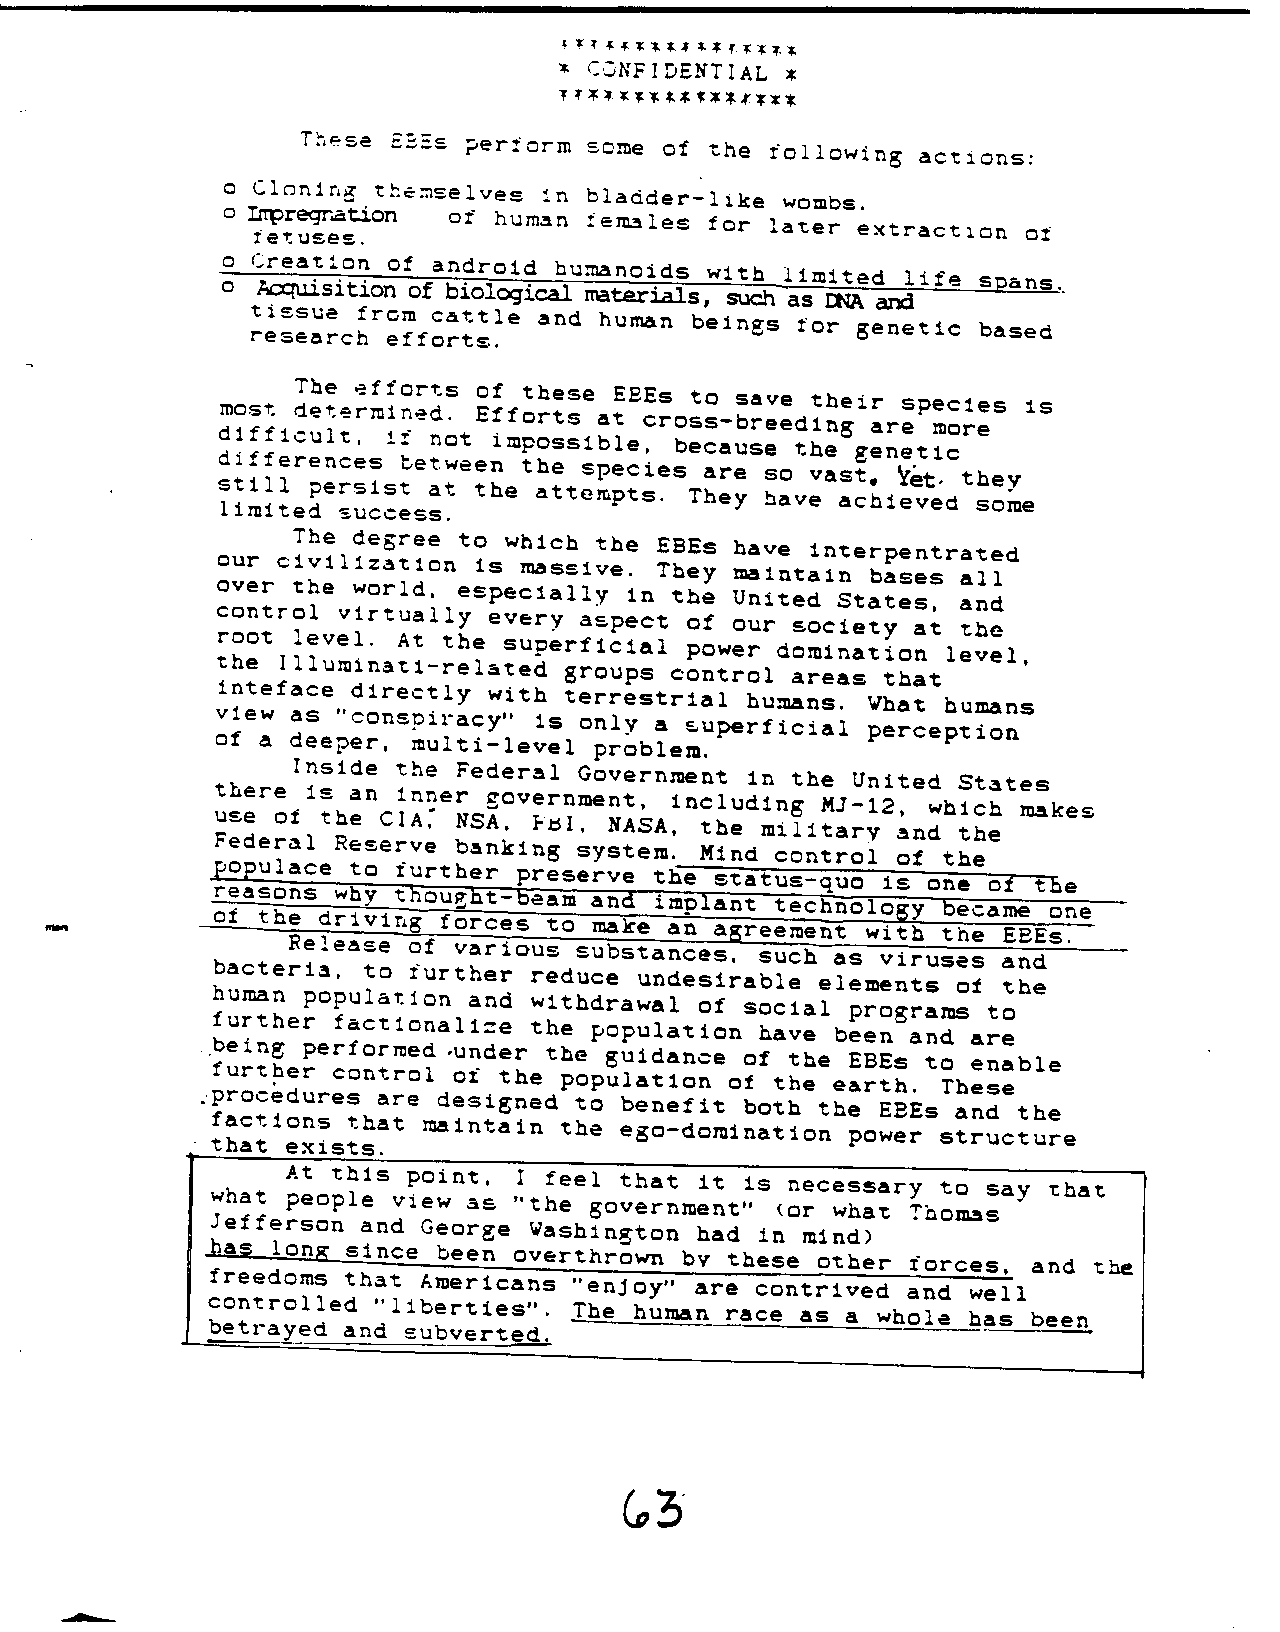 ****************
* CONFIDENTIAL *
****************
These EBEs perform some of the following actions:
o Cloning themselves in bladder-like wombs.
o Impregnation of human females for later extraction of
fetuses.
o Creation of android humanoids with limited life spans.
o Acquisition of biological materials, such as DNA and
tissue from cattle and human beings for genetic based
research efforts.
The efforts of these EBEs to save their species is
most determined. Efforts at cross-breeding are more
difficult, if not impossible, because the genetic
differences between the species are so vast. Yet. they
still persist at the attempts. They have achieved some
limited success.
The degree to which the EBEs have interpentrated
our civilization is massive. They maintain bases all
over the world, especially in the United States, and
control virtually every aspect of our society at the
root level. At the superficial power domination level,
the Illuminati-related groups control areas that
inteface directly with terrestrial humans. What humans
view as "conspiracy" is only a superficial perception
of a deeper, multi-level problem.
Inside the Federal Government in the United States
there is an inner government, including MJ-12, which makes
use of the CIA, NSA, FBI, NASA, the military and the
Federal Reserve banking system. Mind control of the
populace to further preserve the status-quo is one of the
reasons why thought-beam and implant technology became one
of the driving forces to make an agreement with the EBEs.
Release of various substances, such as viruses and
bacteria, to further reduce undesirable elements of the
human population and withdrawal of social programs to
further factionalize the population have been and are
being performed under the guidance of the EBEs to enable
further control of the population of the earth. These
procedures are designed to benefit both the EBEs and the
factions that maintain the ego-domination power structure
that exists.
At this point, I feel that it is necessary to say that
what people view as "the government" (or what Thomas
Jefferson and George Washington had in mind)
has long since been overthrown by these other forces, and the
freedoms that Americans "enjoy" are contrived and well
controlled "liberties". The human race as a whole has been
betrayed and subverted.
63